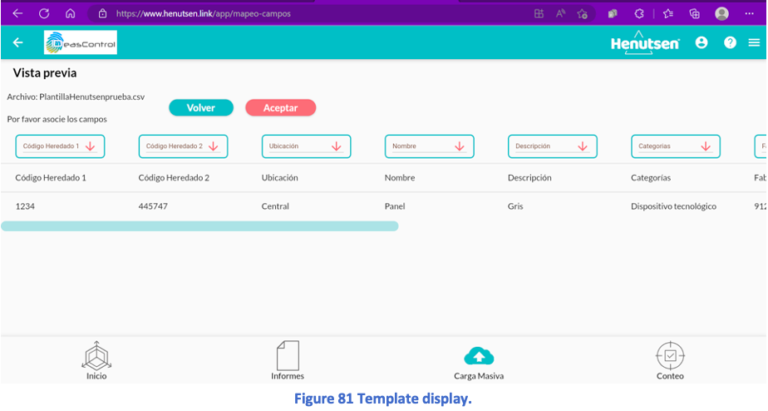 https://www.henutsen.link/app/mapeo-campos
easControl
Henutsen
Vista previa
Archivo: PlantillaHenutsenprueba.csv
Volver
Aceptar
Por favor asocie los campos
Código Heredado 1
Código Heredado 2
Ubicación
Nombre
Descripción
Categorías
F
Código Heredado 1
Código Heredado 2
Ubicación
Nombre
Descripción
Categorías
Fab
1234
445747
Central
Panel
Gris
Dispositivo tecnológico
912
Inicio
Informes
Carga Masiva
Conteo
Figure 81 Template display.